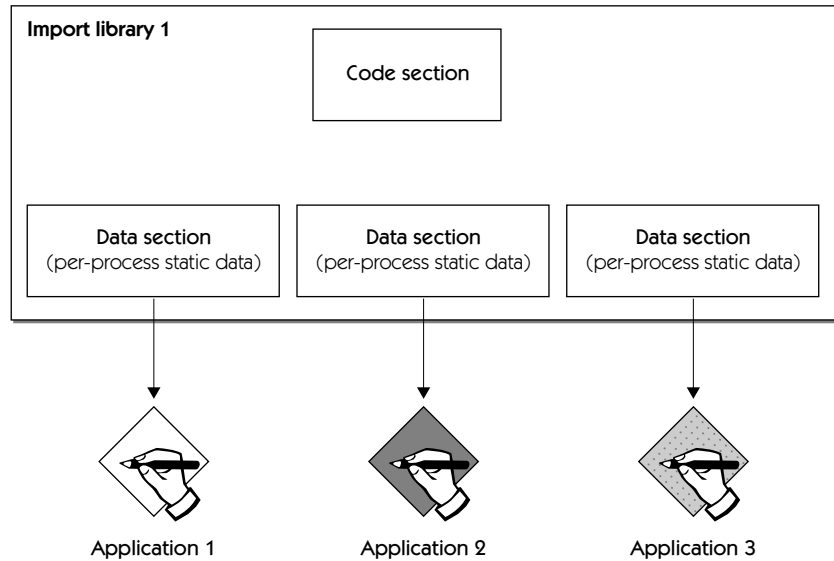 Import library 1
Code section
Data section
(per-process static data)
Data section
(per-process static data)
Data section
(per-process static data)
Application 1
Application 2
Application 3